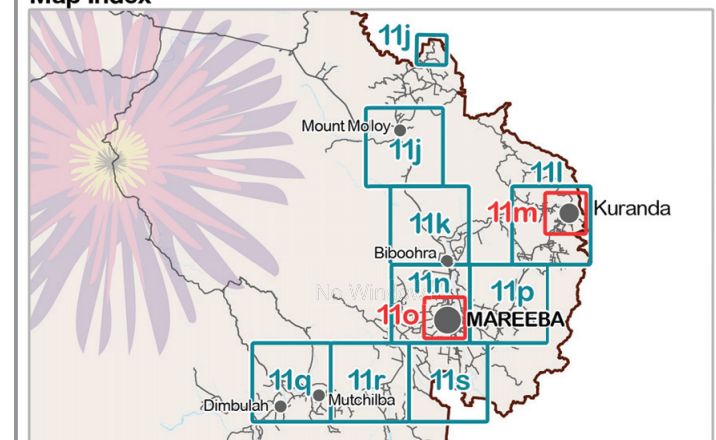 Map Index
11j
Mount Molloy
11j
11l
11m
Kuranda
11k
Biboohra
11n
11p
11o
MAREEBA
11q
11r
11s
Mutchilba
Dimbulah